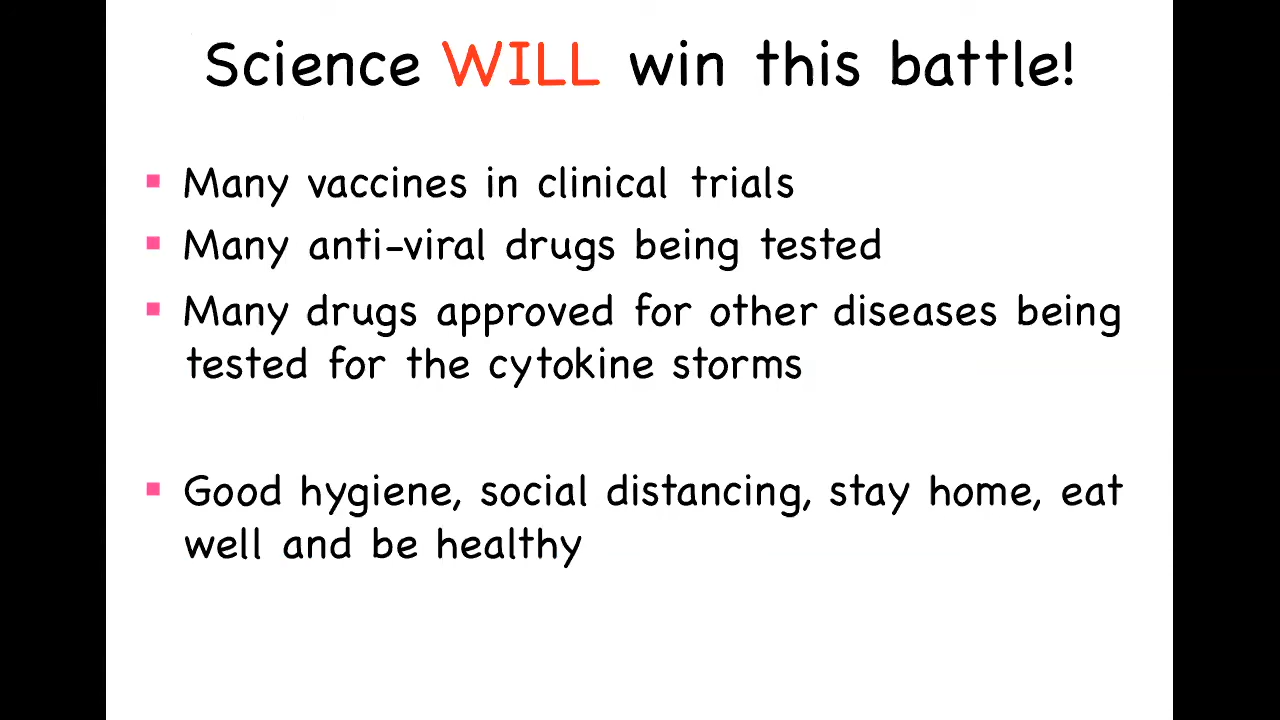 Science WILL win this battle!
Many vaccines in clinical trials
Many anti-viral drugs being tested
Many drugs approved for other diseases being
tested for the cytokine storms
Good hygiene, social distancing, stay home, eat
well and be healthy